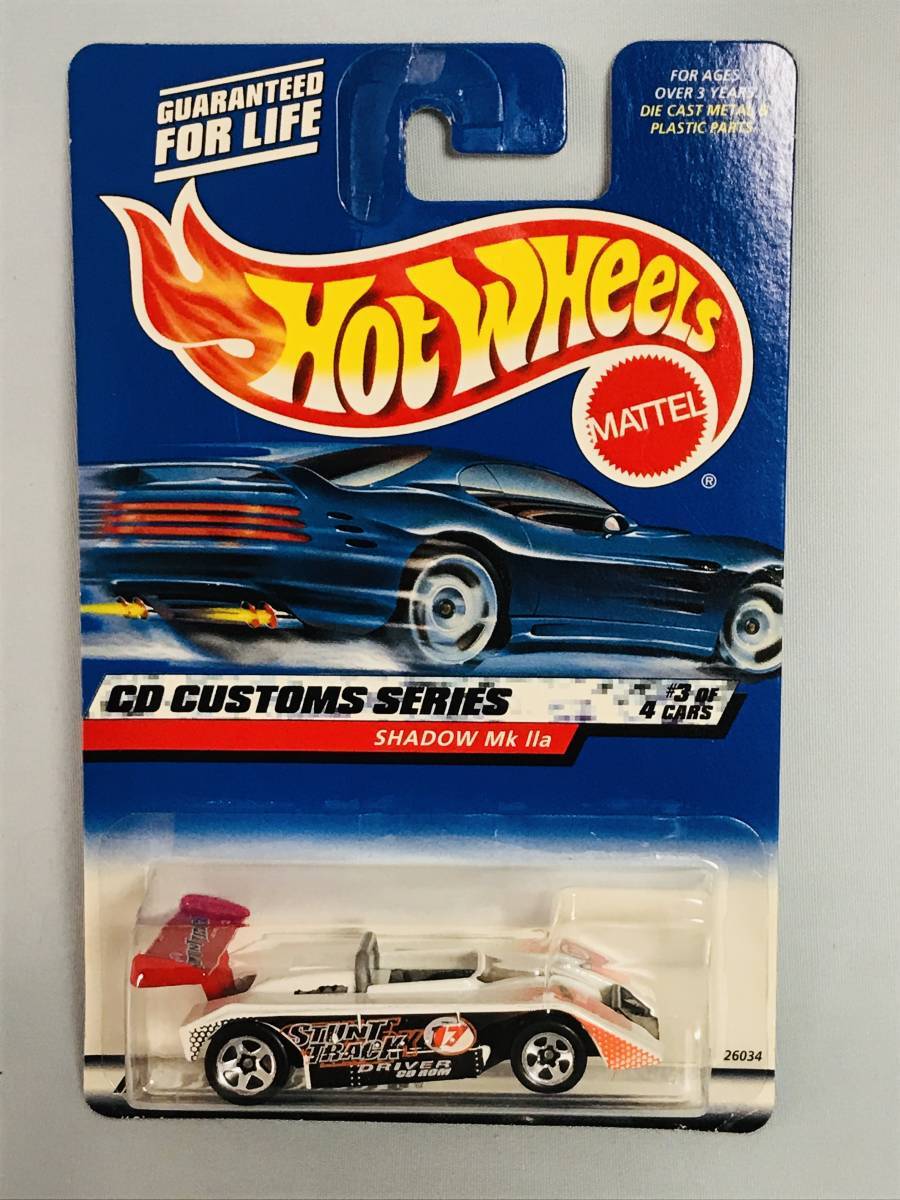 GUARANTEED
FOR LIFE
FOR AGES
OVER 3 YEARS.
DIE CAST METAL &
PLASTIC PARTS
HOT WHEELS
MATTEL
®
CD CUSTOMS SERIES
#3 OF
4 CARS
SHADOW Mk IIa
STUNT
TRACK
DRIVER
CD ROM
26034